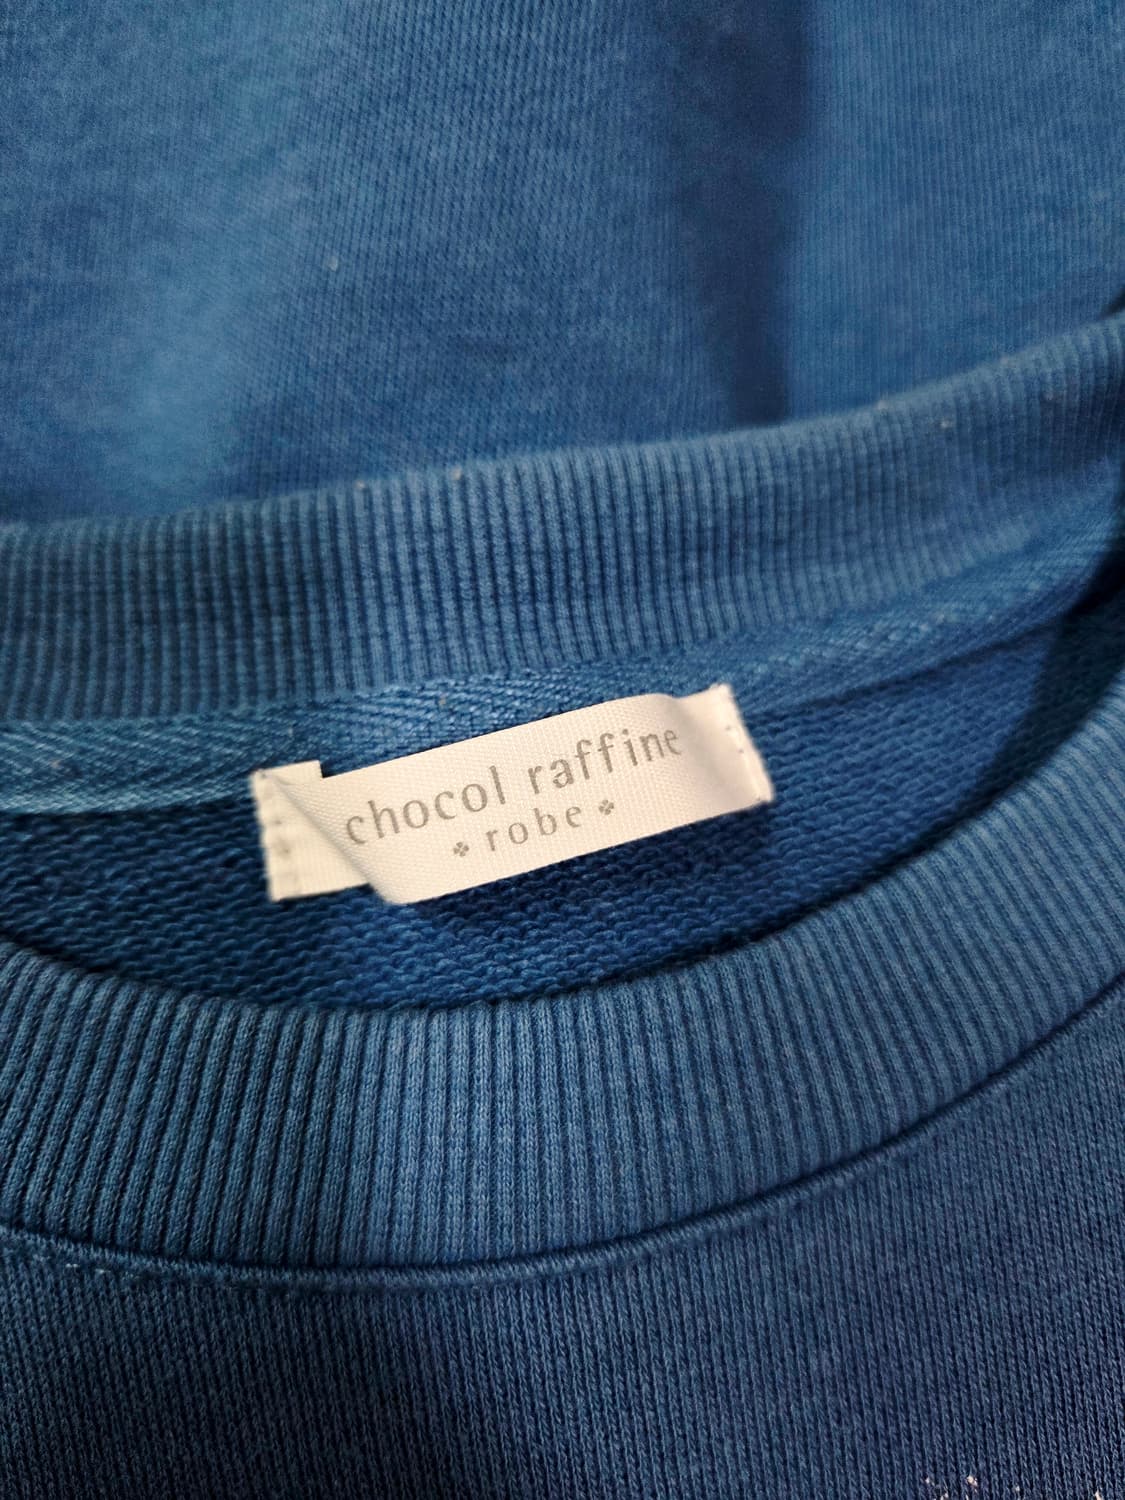 chocol raffine
robe